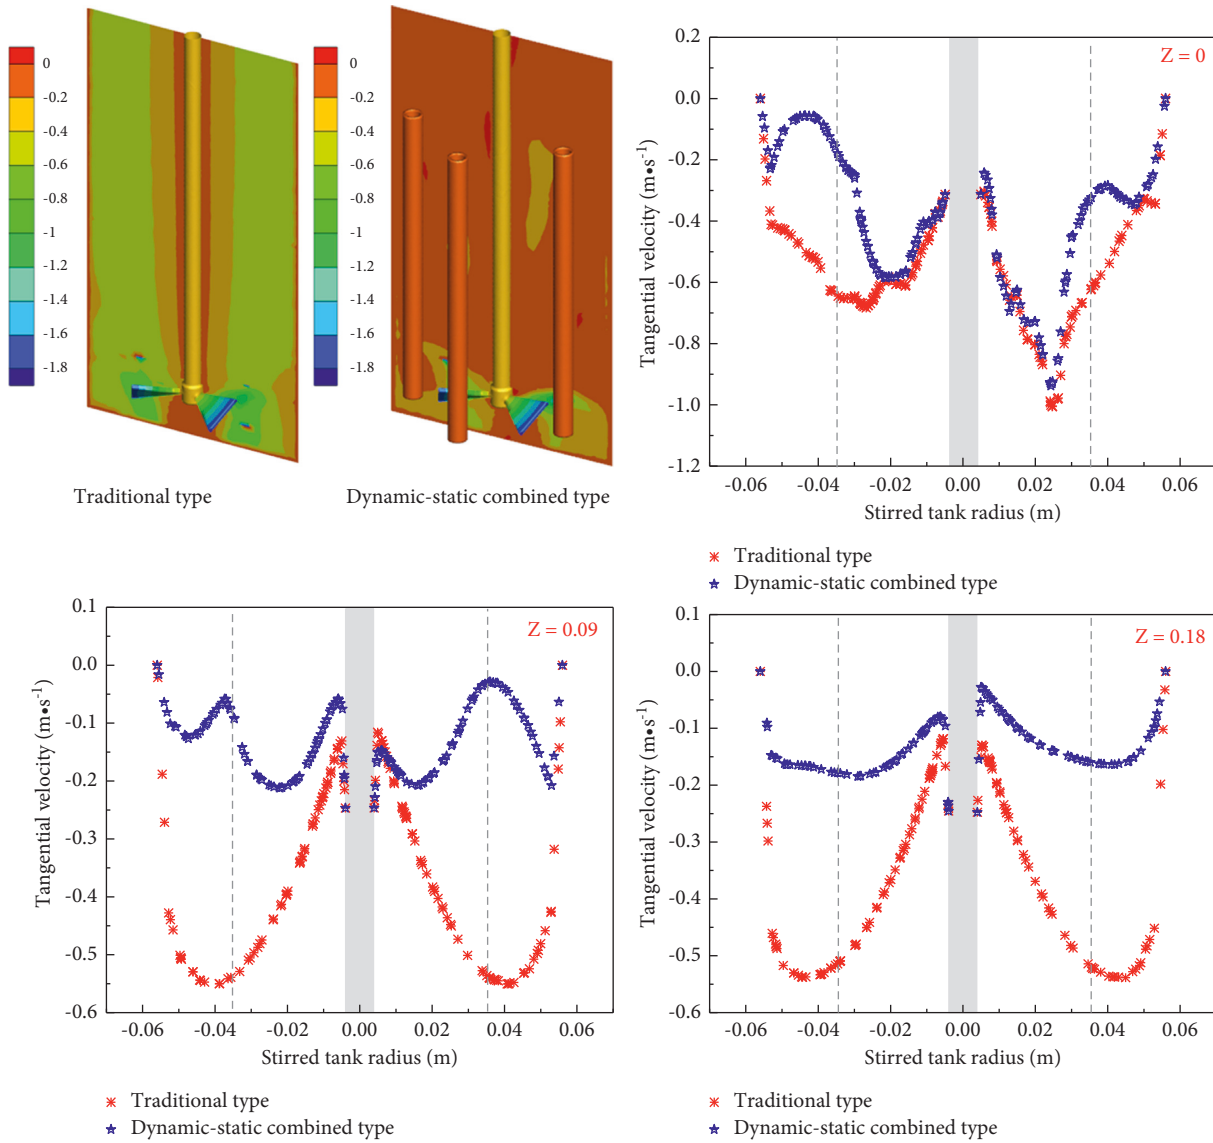 0
-0.2
-0.4
-0.6
-0.8
-1
-1.2
-1.4
-1.6
-1.8
Traditional type
0
-0.2
-0.4
-0.6
-0.8
-1
-1.2
-1.4
-1.6
-1.8
Dynamic-static combined type
Z = 0
0.2
0.0
-0.2
-0.4
-0.6
-0.8
-1.0
-1.2
Tangential velocity (m•s⁻¹)
-0.06 -0.04 -0.02 0.00 0.02 0.04 0.06
Stirred tank radius (m)
Traditional type
Dynamic-static combined type
Z = 0.09
0.1
0.0
-0.1
-0.2
-0.3
-0.4
-0.5
-0.6
Tangential velocity (m•s⁻¹)
-0.06 -0.04 -0.02 0.00 0.02 0.04 0.06
Stirred tank radius (m)
Traditional type
Dynamic-static combined type
Z = 0.18
0.1
0.0
-0.1
-0.2
-0.3
-0.4
-0.5
-0.6
Tangential velocity (m•s⁻¹)
-0.06 -0.04 -0.02 0.00 0.02 0.04 0.06
Stirred tank radius (m)
Traditional type
Dynamic-static combined type